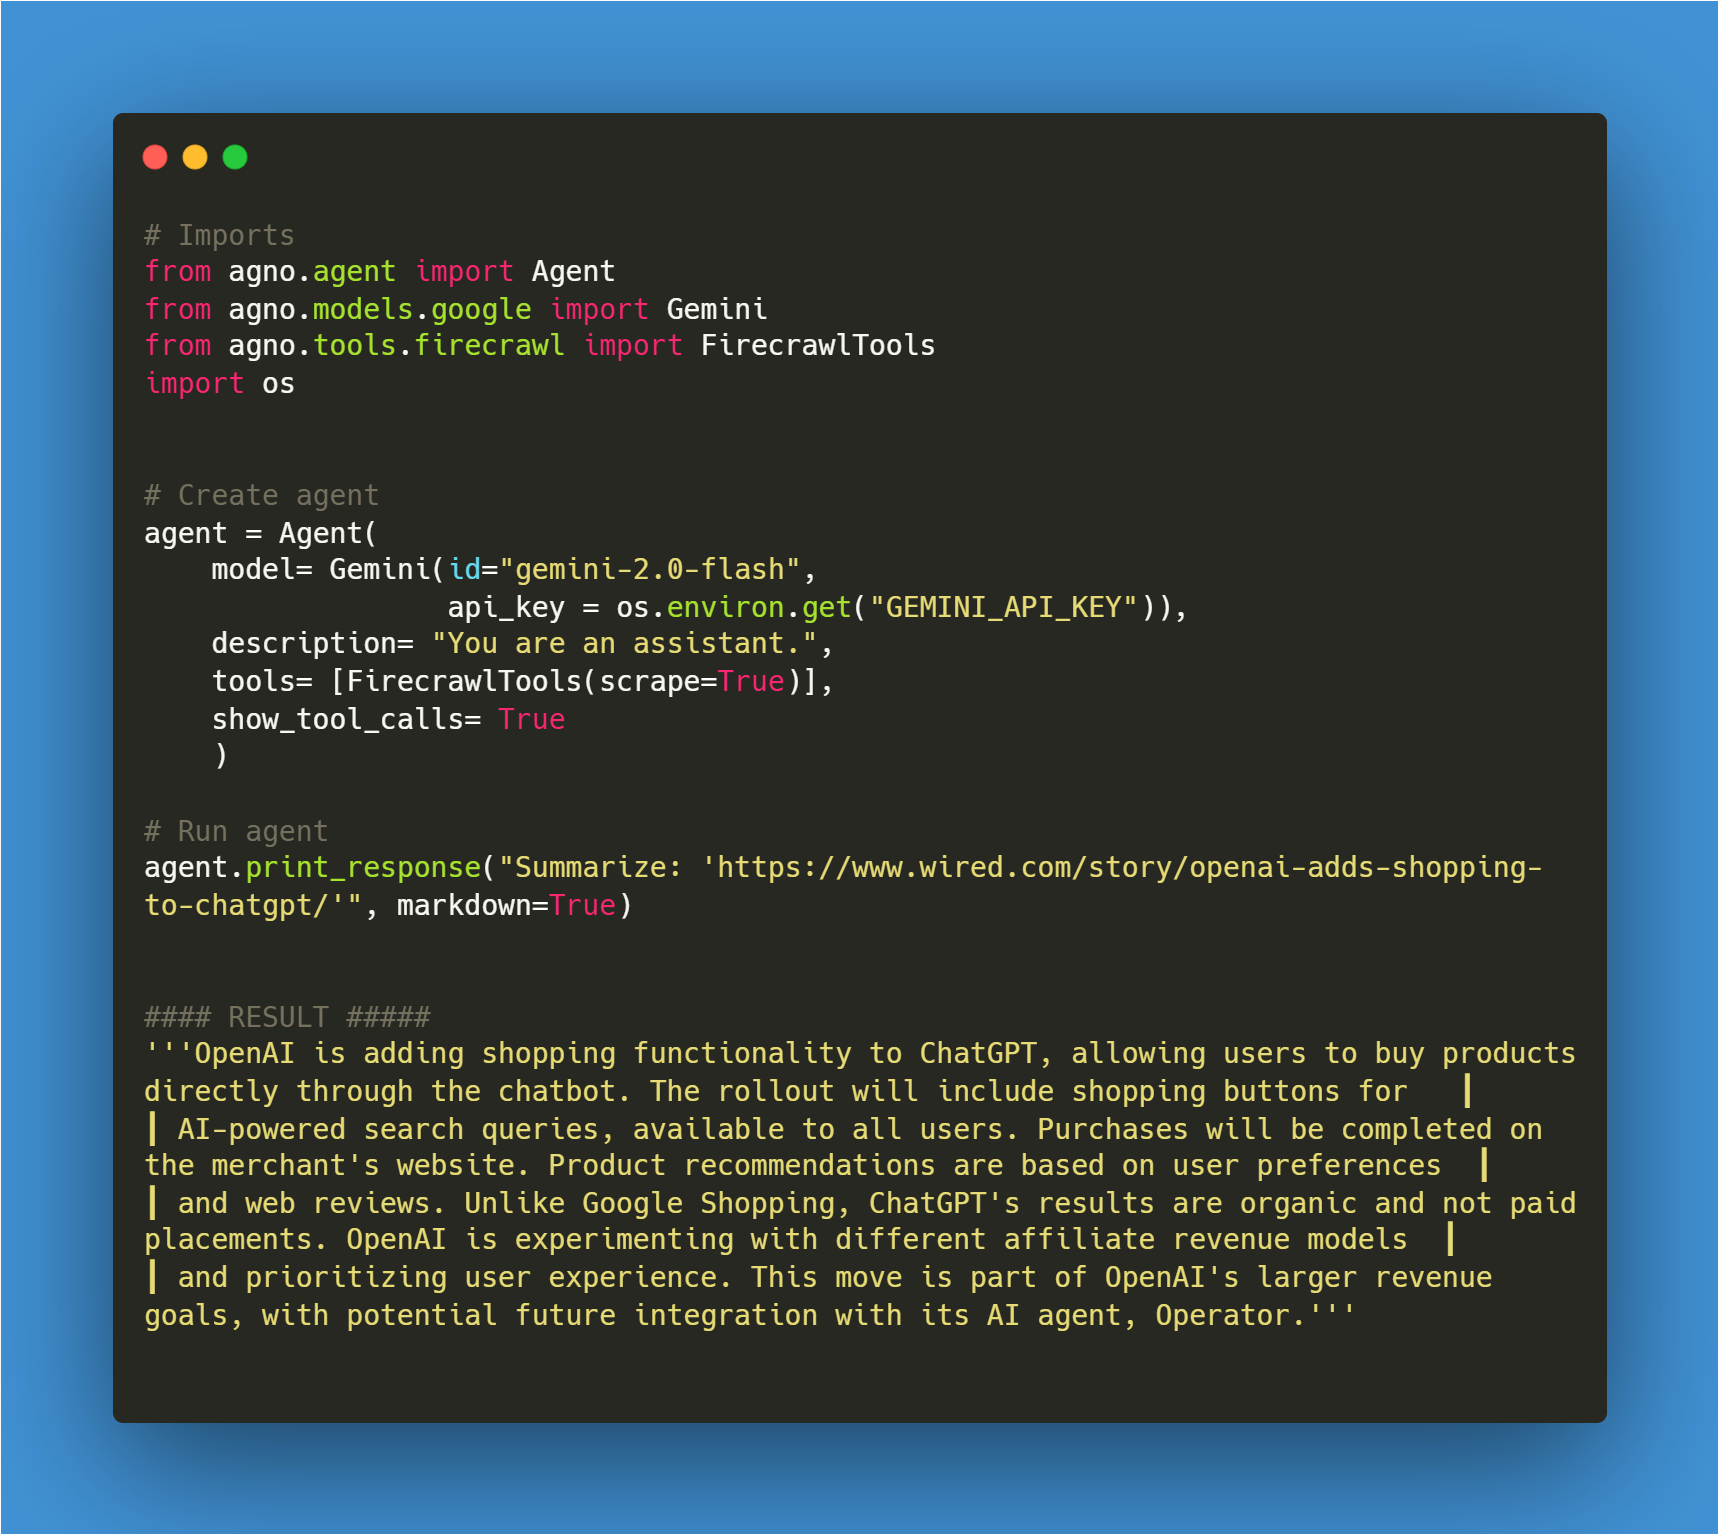 # Imports
from agno.agent import Agent
from agno.models.google import Gemini
from agno.tools.firecrawl import FirecrawlTools
import os
# Create agent
agent = Agent(
    model= Gemini(id="gemini-2.0-flash",
                  api_key = os.environ.get("GEMINI_API_KEY")),
    description= "You are an assistant.",
    tools= [FirecrawlTools(scrape=True)],
    show_tool_calls= True
    )
# Run agent
agent.print_response("Summarize: 'https://www.wired.com/story/openai-adds-shopping-
to-chatgpt/'", markdown=True)
#### RESULT #####
'''OpenAI is adding shopping functionality to ChatGPT, allowing users to buy products
directly through the chatbot. The rollout will include shopping buttons for   ┃
┃ AI-powered search queries, available to all users. Purchases will be completed on
the merchant's website. Product recommendations are based on user preferences  ┃
┃ and web reviews. Unlike Google Shopping, ChatGPT's results are organic and not paid
placements. OpenAI is experimenting with different affiliate revenue models  ┃
┃ and prioritizing user experience. This move is part of OpenAI's larger revenue
goals, with potential future integration with its AI agent, Operator.'''